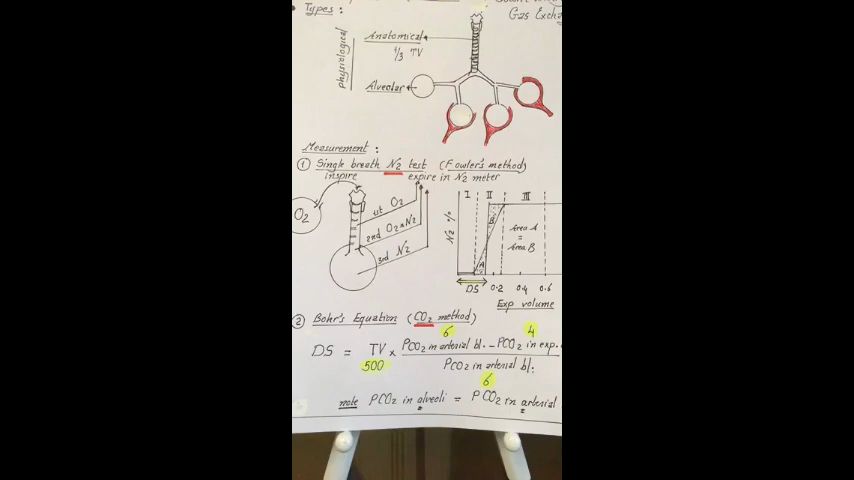 Types :
Gas Exch
physiological
Anatomical
1/3 TV
Alveolar
Measurement :
① Single breath N2 test (Fowler's method)
inspire expire in N2 meter
O2
1st O2
2nd O2 & N2
3rd N2
N2 %
I II III
B
A
Area A
=
Area B
DS 0.2 0.4 0.6
Exp volume
② Bohr's Equation (CO2 method)
6 4
DS = TV × PCO2 in arterial bl. - PCO2 in exp.
500 PCO2 in arterial bl.
6
note PCO2 in alveoli = PCO2 in arterial